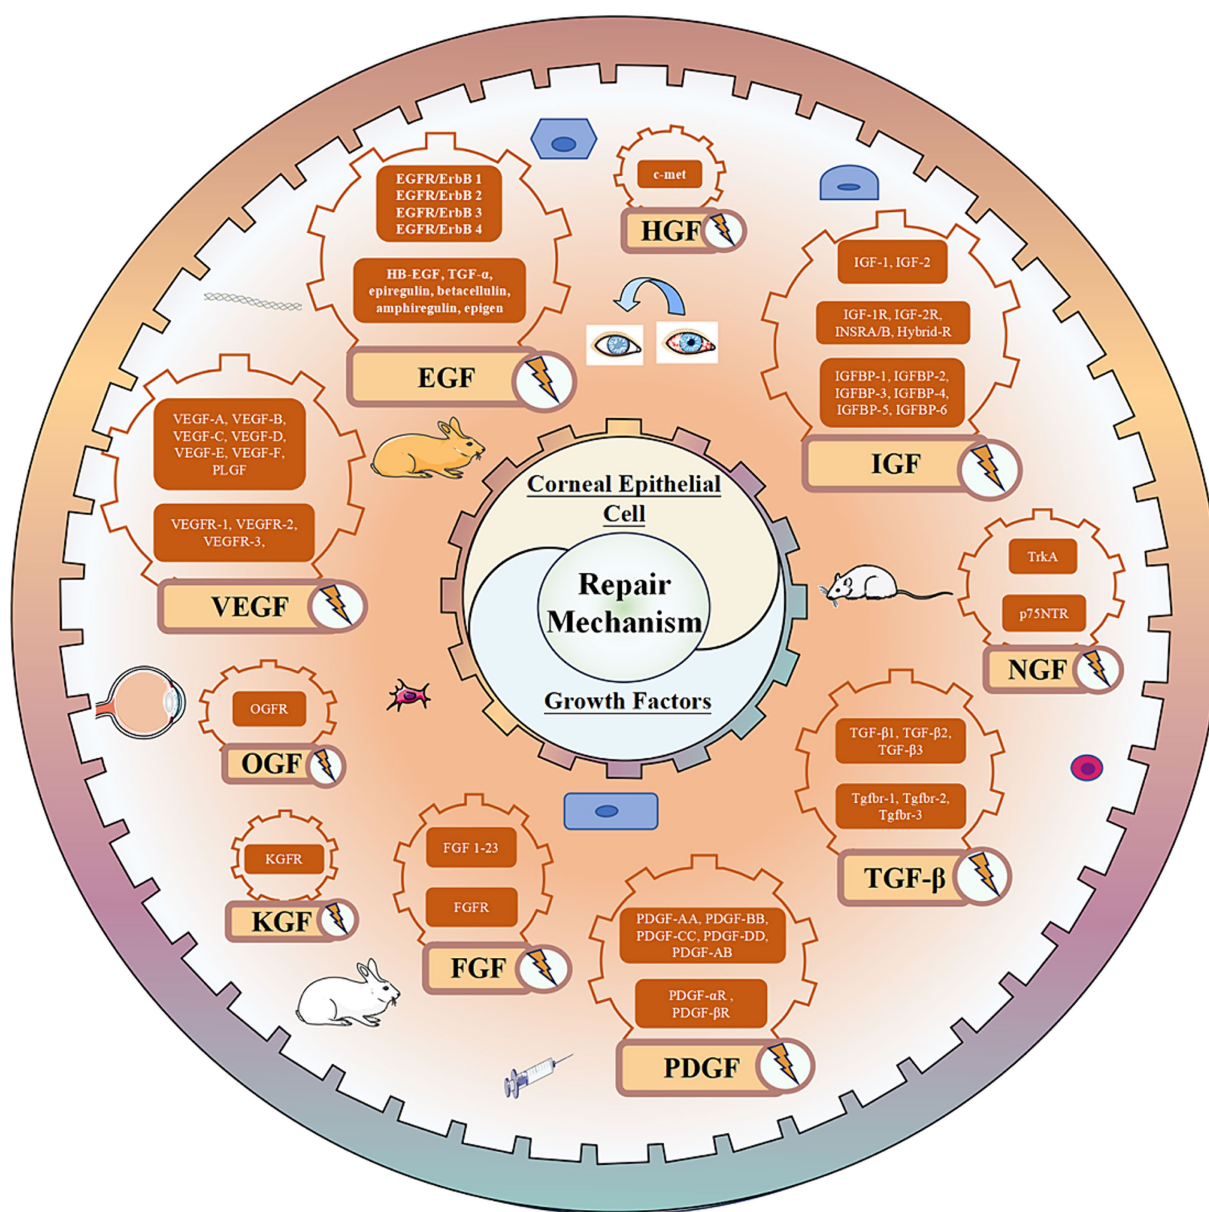 EGFR/ErbB 1
EGFR/ErbB 2
EGFR/ErbB 3
EGFR/ErbB 4
HB-EGF, TGF-α,
epiregulin, betacellulin,
amphiregulin, epigen
EGF
c-met
HGF
IGF-1, IGF-2
IGF-1R, IGF-2R,
INSRA/B, Hybrid-R
IGFBP-1, IGFBP-2,
IGFBP-3, IGFBP-4,
IGFBP-5, IGFBP-6
IGF
VEGF-A, VEGF-B,
VEGF-C, VEGF-D,
VEGF-E, VEGF-F,
PLGF
VEGFR-1, VEGFR-2,
VEGFR-3,
VEGF
Corneal Epithelial
Cell
Repair
Mechanism
Growth Factors
TrkA
p75NTR
NGF
OGFR
OGF
TGF-β1, TGF-β2,
TGF-β3
Tgfbr-1, Tgfbr-2,
Tgfbr-3
TGF-β
KGFR
KGF
FGF 1-23
FGFR
FGF
PDGF-AA, PDGF-BB,
PDGF-CC, PDGF-DD,
PDGF-AB
PDGF-αR ,
PDGF-βR
PDGF